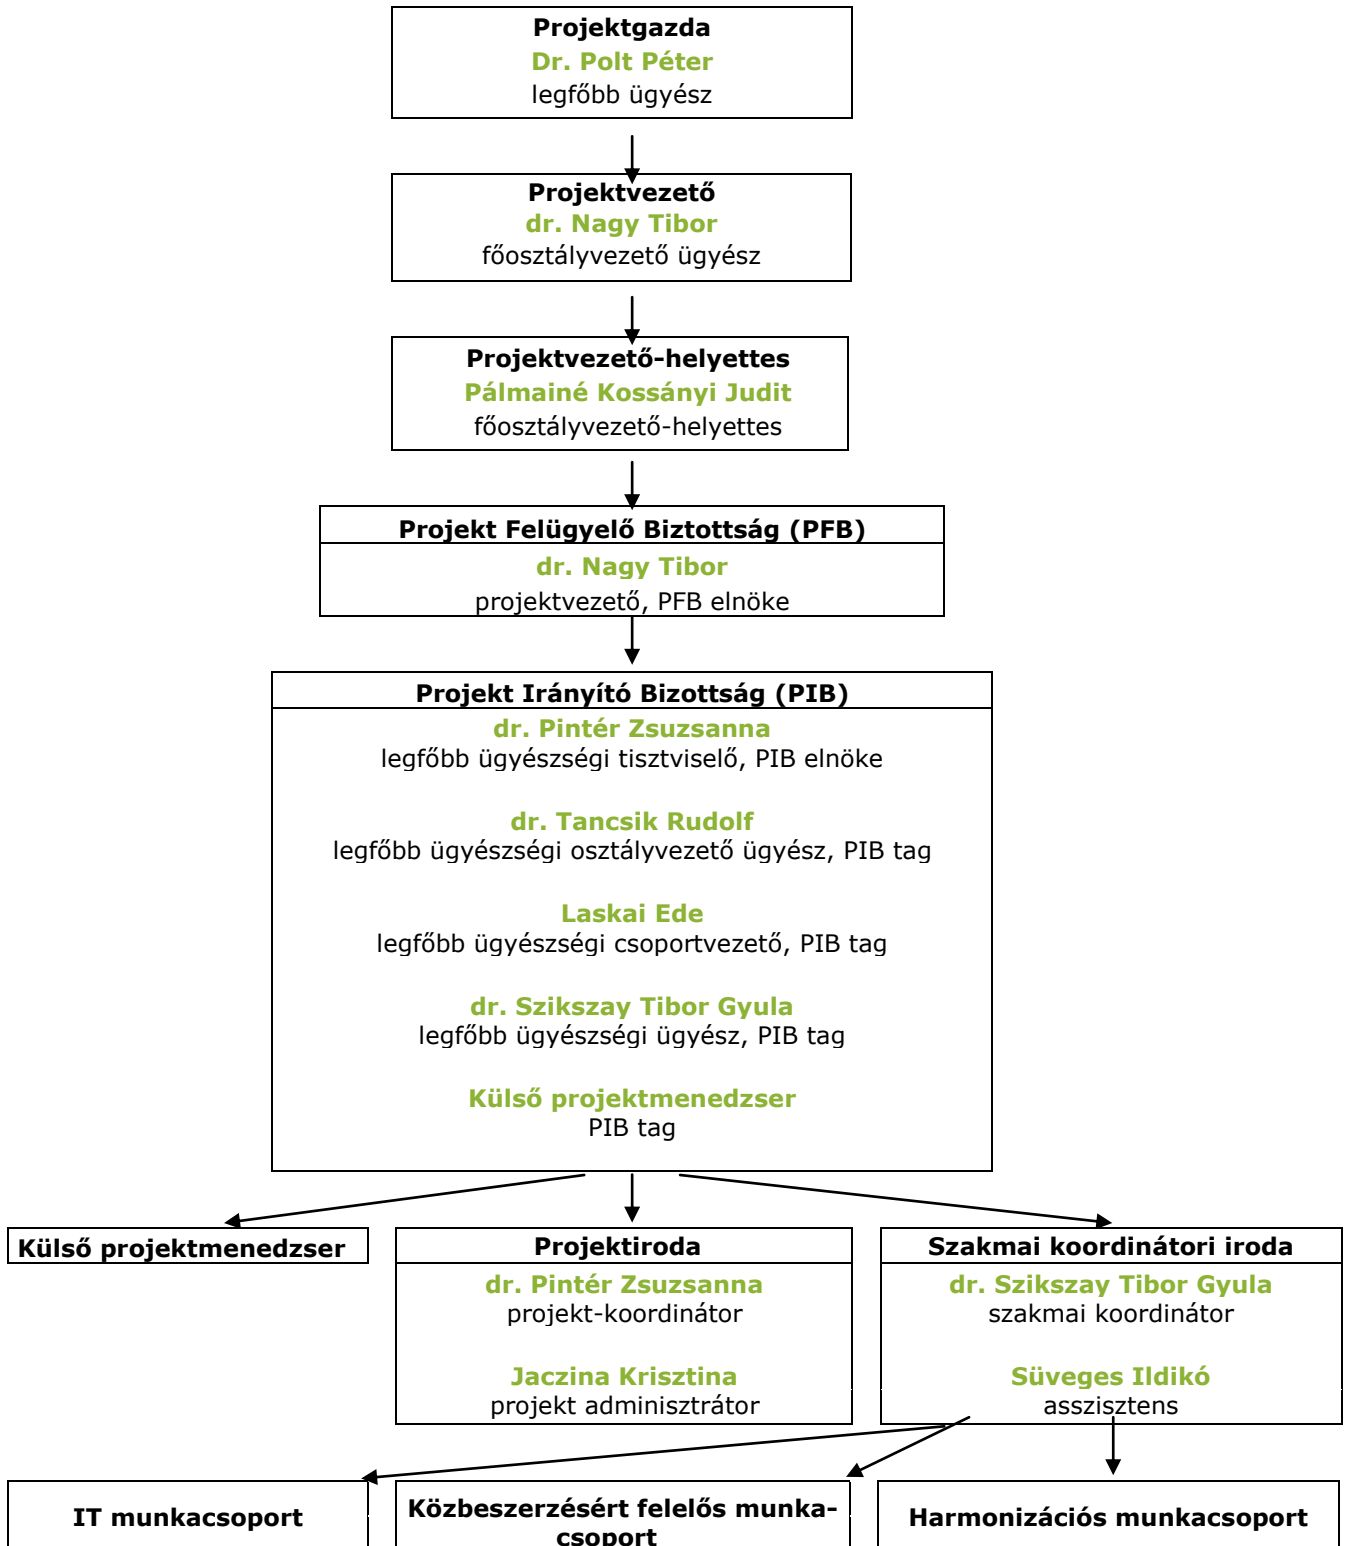 Projektgazda
Dr. Polt Péter
legfőbb ügyész
Projektvezető
dr. Nagy Tibor
főosztályvezető ügyész
Projektvezető-helyettes
Pálmainé Kossányi Judit
főosztályvezető-helyettes
Projekt Felügyelő Biztottság (PFB)
dr. Nagy Tibor
projektvezető, PFB elnöke
Projekt Irányító Bizottság (PIB)
dr. Pintér Zsuzsanna
legfőbb ügyészségi tisztviselő, PIB elnöke
dr. Tancsik Rudolf
legfőbb ügyészségi osztályvezető ügyész, PIB tag
Laskai Ede
legfőbb ügyészségi csoportvezető, PIB tag
dr. Szikszay Tibor Gyula
legfőbb ügyészségi ügyész, PIB tag
Külső projektmenedzser
PIB tag
Külső projektmenedzser
Projektiroda
dr. Pintér Zsuzsanna
projekt-koordinátor
Jaczina Krisztina
projekt adminisztrátor
Szakmai koordinátori iroda
dr. Szikszay Tibor Gyula
szakmai koordinátor
Süveges Ildikó
asszisztens
IT munkacsoport
Közbeszerzésért felelős munka-
csoport
Harmonizációs munkacsoport